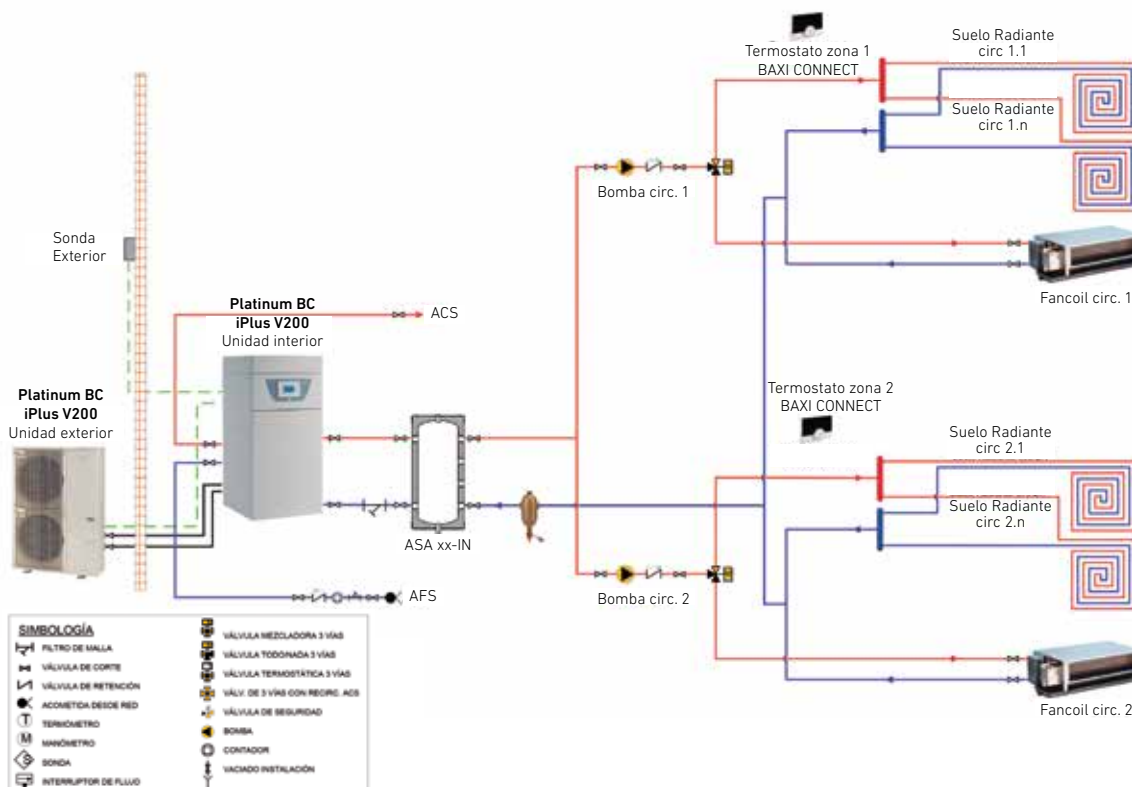 Termostato zona 1
BAXI CONNECT
Suelo Radiante
circ 1.1
Suelo Radiante
circ 1.n
Bomba circ. 1
Fancoil circ. 1
Sonda
Exterior
Platinum BC
iPlus V200
Unidad interior
ACS
Platinum BC
iPlus V200
Unidad exterior
ASA xx-IN
AFS
Termostato zona 2
BAXI CONNECT
Suelo Radiante
circ 2.1
Suelo Radiante
circ 2.n
Bomba circ. 2
Fancoil circ. 2
SIMBOLOGÍA
FILTRO DE MALLA
VÁLVULA DE CORTE
VÁLVULA DE RETENCIÓN
ACOMETIDA DESDE RED
T TERMOMETRO
M MANÓMETRO
S SONDA
INTERRUPTOR DE FLUJO
VÁLVULA MEZCLADORA 3 VÍAS
VÁLVULA TODO/NADA 3 VÍAS
VÁLVULA TERMOSTÁTICA 3 VÍAS
VÁLV. DE 3 VÍAS CON RECIRC. ACS
VÁLVULA DE SEGURIDAD
BOMBA
CONTADOR
VACIADO INSTALACIÓN